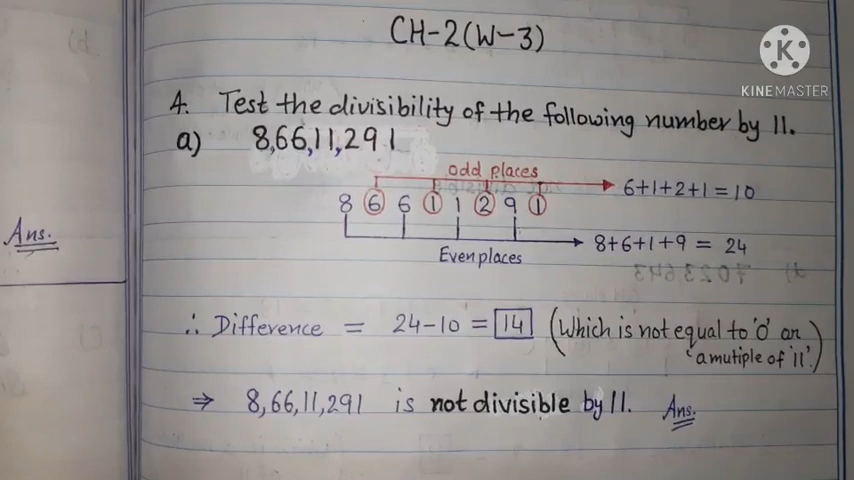 CH-2(W-3)
K
KINEMASTER
4. Test the divisibility of the following number by 11.
a) 8,66,11,291
odd places
6+1+2+1=10
8 6 6 1 1 2 9 1
8+6+1+9 = 24
Even places
Ans.
∴ Difference = 24-10 = 14 (Which is not equal to '0' or
'a mutiple of 11'.)
⇒ 8,66,11,291 is not divisible by 11. Ans.